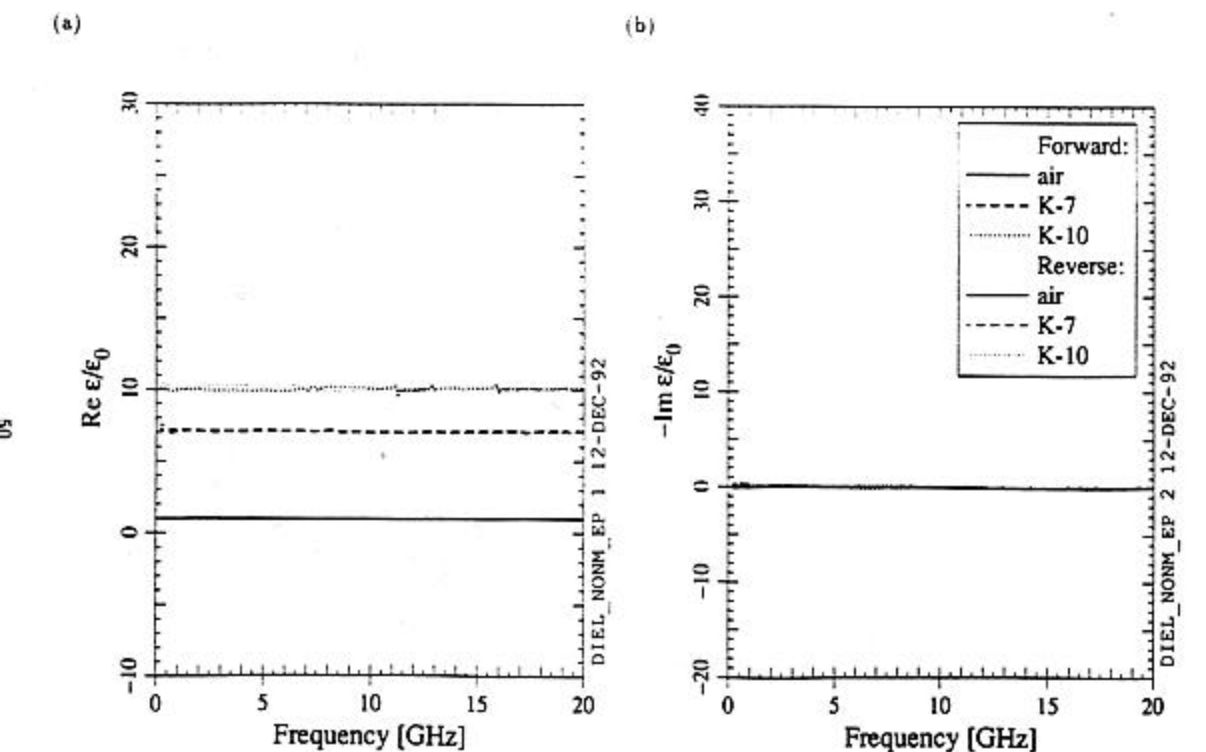 (a)
30
20
10
0
-10
Re ε/ε0
0 5 10 15 20
Frequency [GHz]
DIEL_NONM_EP 1 12-DEC-92
50
(b)
40
30
20
10
0
-10
-20
-Im ε/ε0
0 5 10 15 20
Frequency [GHz]
DIEL_NONM_EP 2 12-DEC-92
Forward:
air
K-7
K-10
Reverse:
air
K-7
K-10